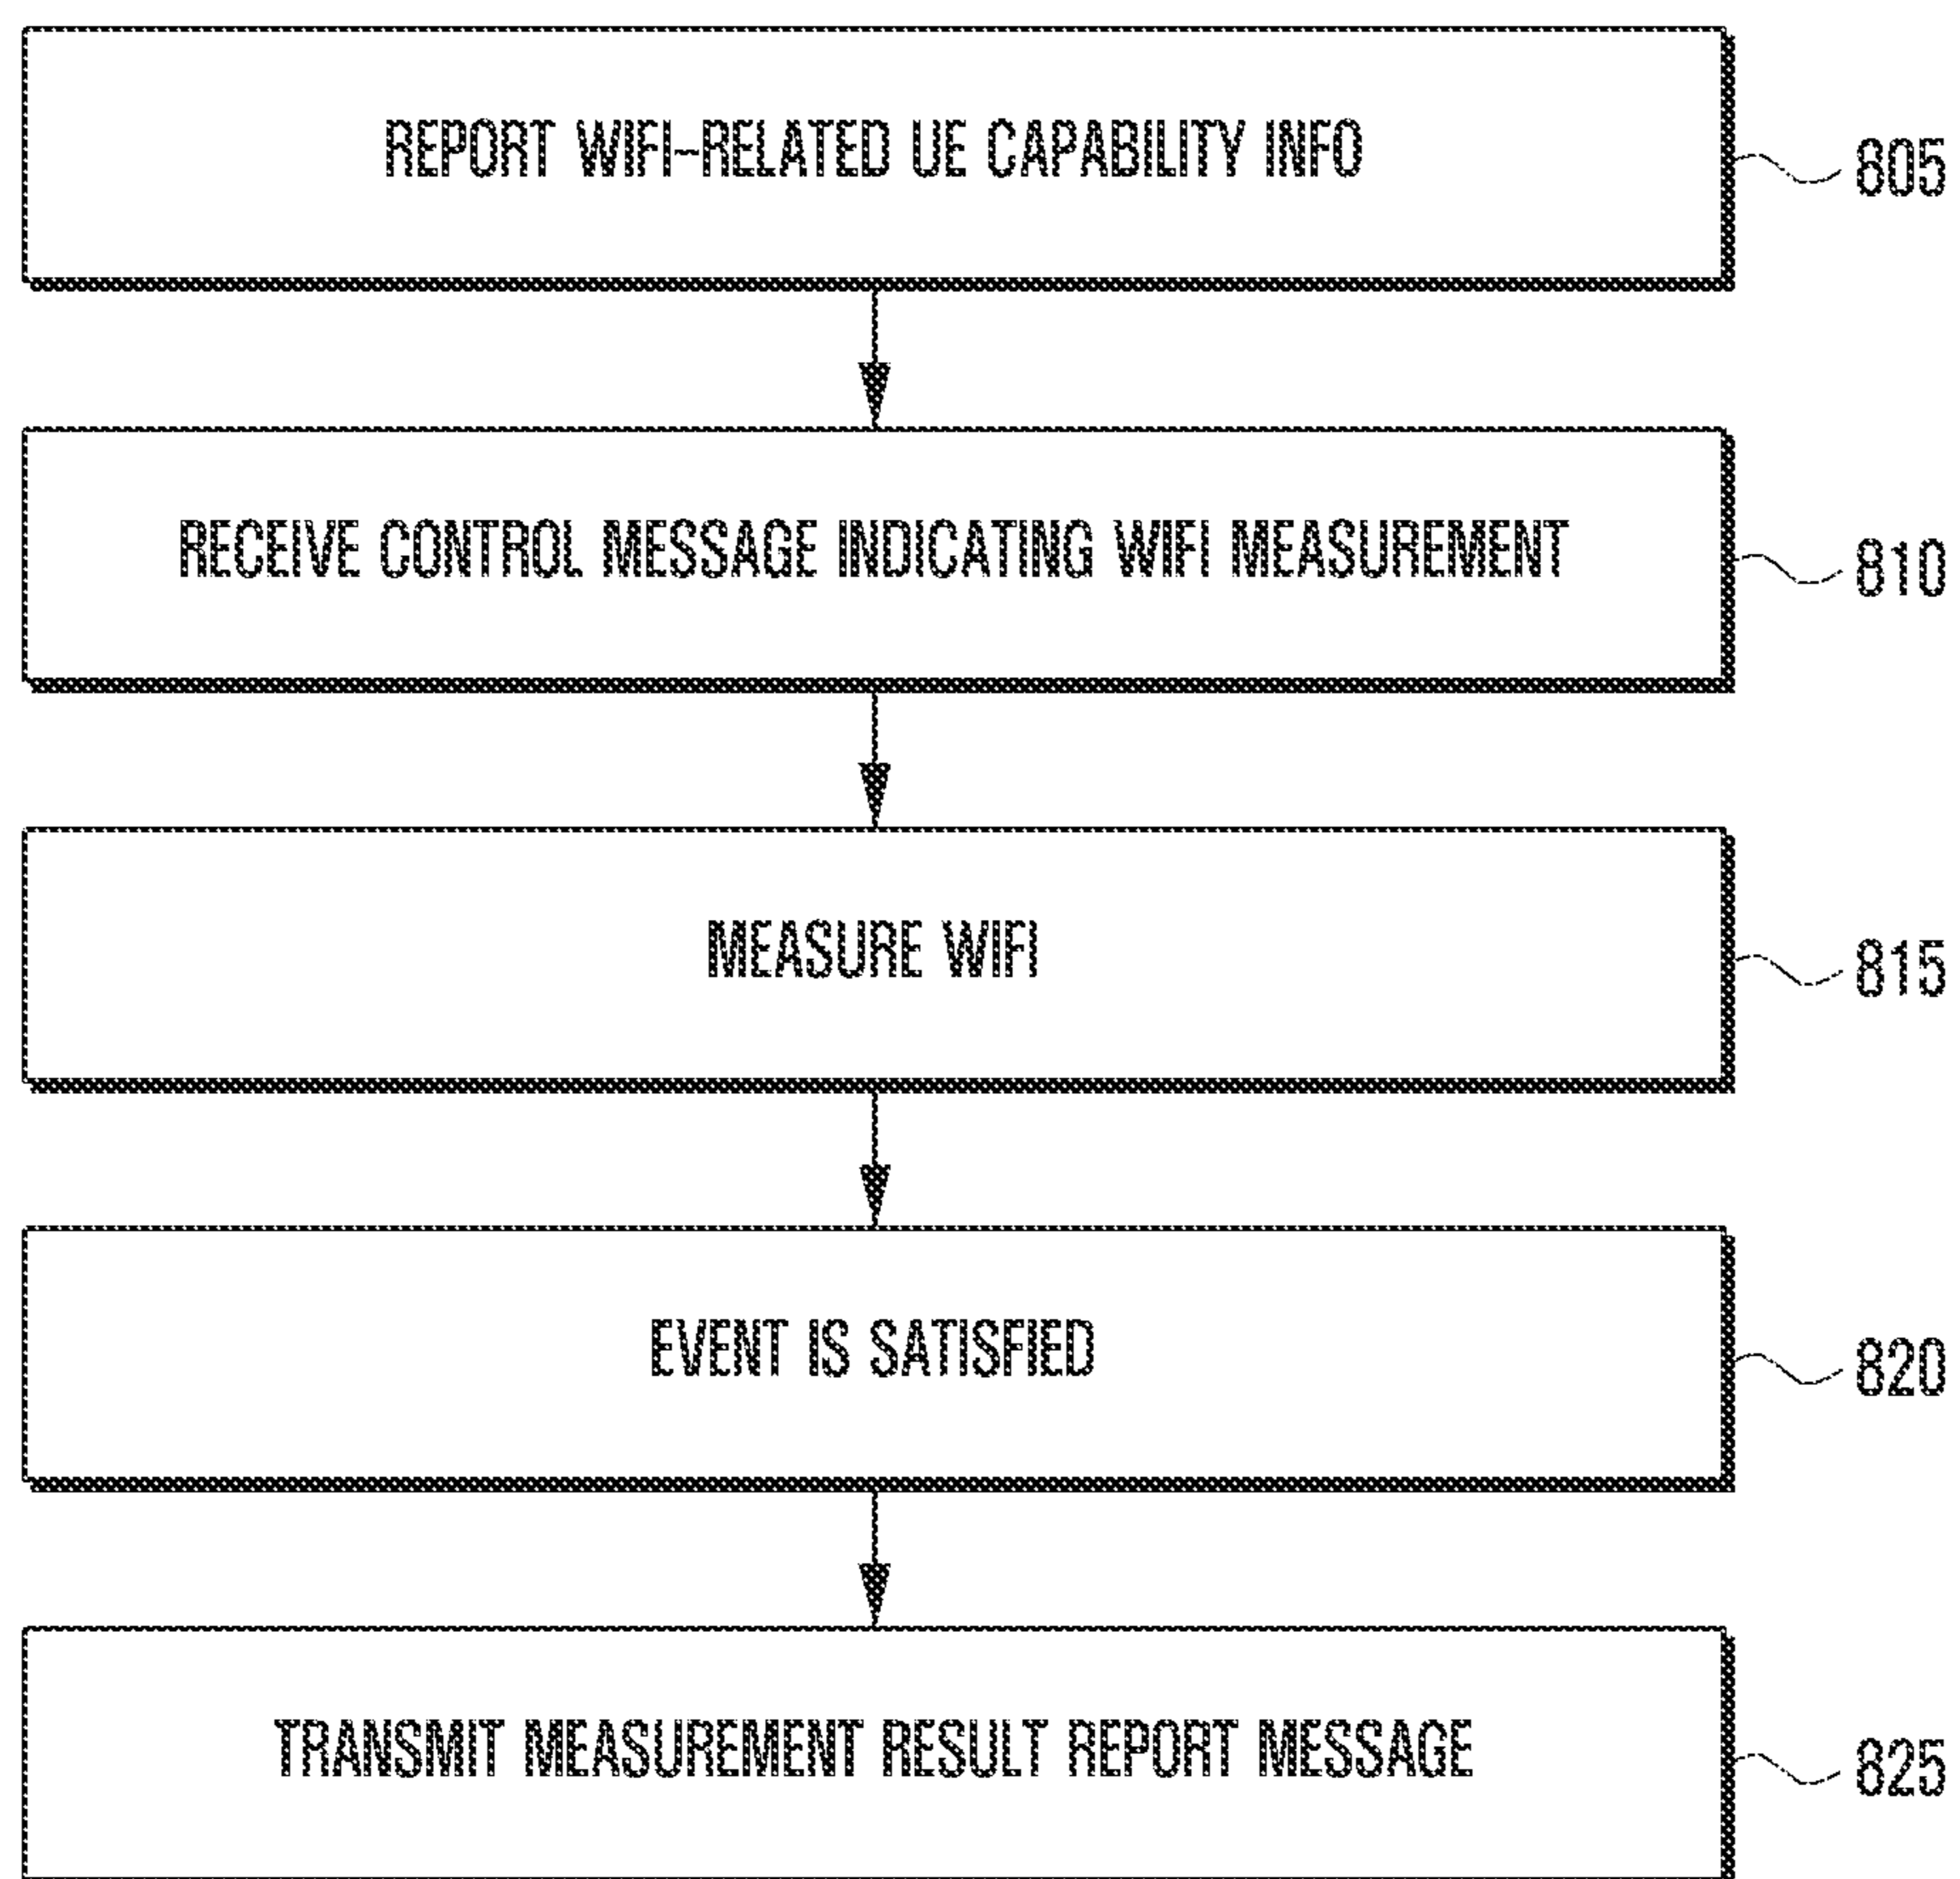 REPORT WIFI-RELATED UE CAPABILITY INFO
805
RECEIVE CONTROL MESSAGE INDICATING WIFI MEASUREMENT
810
MEASURE WIFI
815
EVENT IS SATISFIED
820
TRANSMIT MEASUREMENT RESULT REPORT MESSAGE
825